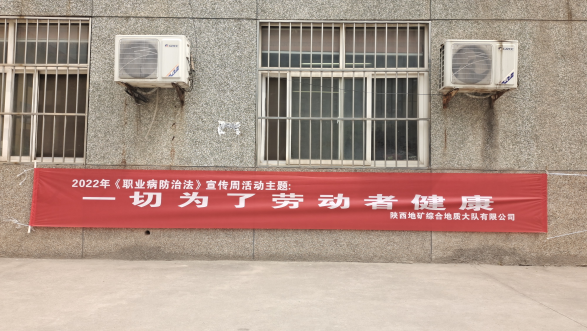 2022年《职业病防治法》宣传周活动主题:
一切为了劳动者健康
陕西地矿综合地质大队有限公司